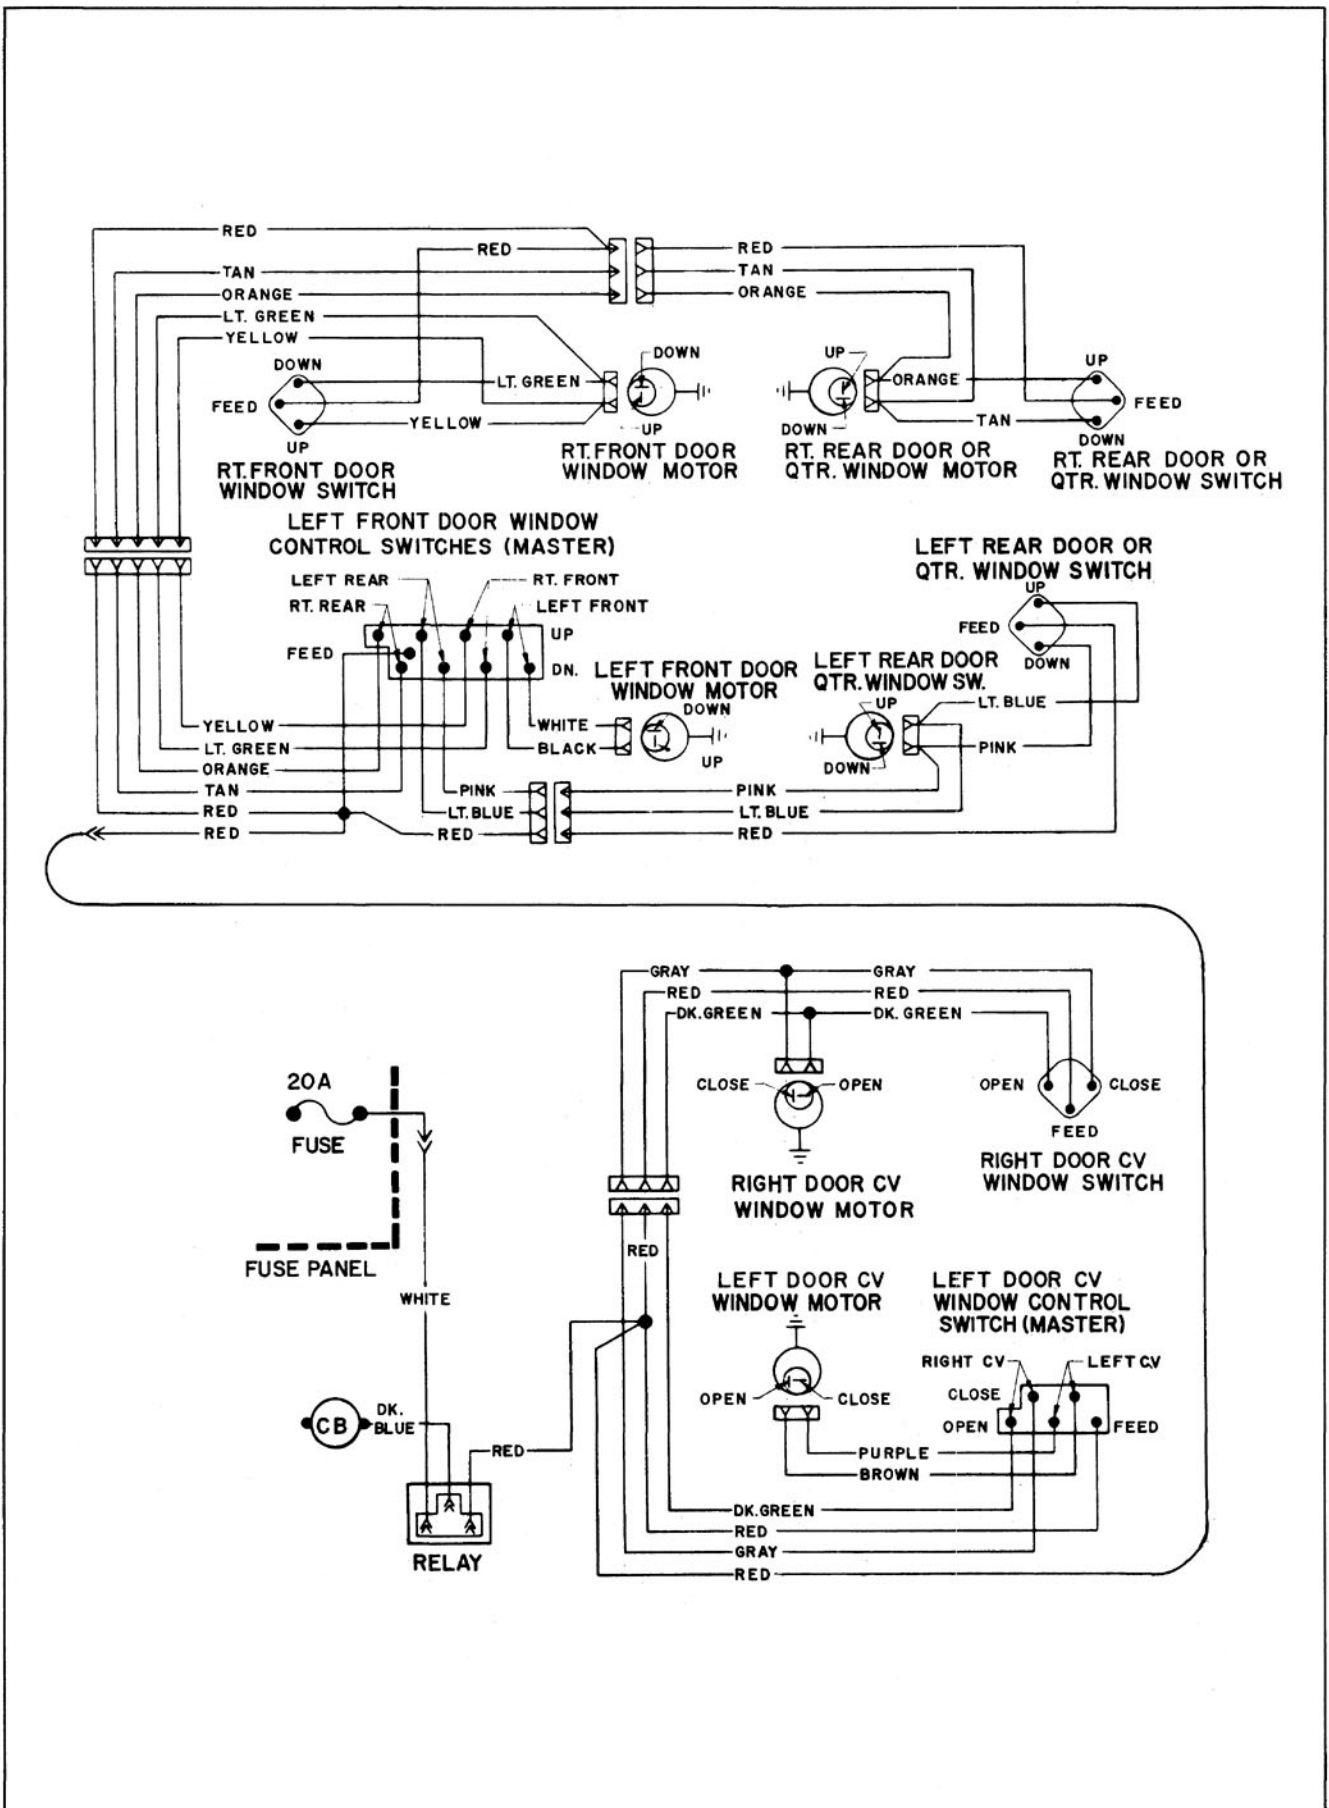 RED
RED
RED
TAN
TAN
ORANGE
ORANGE
LT. GREEN
YELLOW
DOWN
LT. GREEN
FEED
YELLOW
UP
RT. FRONT DOOR
WINDOW SWITCH
DOWN
UP
RT. FRONT DOOR
WINDOW MOTOR
UP
DOWN
RT. REAR DOOR OR
QTR. WINDOW MOTOR
ORANGE
TAN
UP
FEED
DOWN
RT. REAR DOOR OR
QTR. WINDOW SWITCH
LEFT FRONT DOOR WINDOW
CONTROL SWITCHES (MASTER)
LEFT REAR
RT. FRONT
RT. REAR
LEFT FRONT
UP
FEED
DN.
LEFT REAR DOOR OR
QTR. WINDOW SWITCH
UP
FEED
DOWN
LEFT FRONT DOOR
WINDOW MOTOR
DOWN
UP
LEFT REAR DOOR
QTR. WINDOW SW.
UP
DOWN
LT. BLUE
PINK
YELLOW
WHITE
LT. GREEN
BLACK
ORANGE
TAN
PINK
PINK
RED
LT. BLUE
LT. BLUE
RED
RED
RED
GRAY
GRAY
RED
RED
DK. GREEN
DK. GREEN
CLOSE
OPEN
OPEN
CLOSE
FEED
RIGHT DOOR CV
WINDOW MOTOR
RIGHT DOOR CV
WINDOW SWITCH
20A
FUSE
FUSE PANEL
WHITE
RED
LEFT DOOR CV
WINDOW MOTOR
LEFT DOOR CV
WINDOW CONTROL
SWITCH (MASTER)
RIGHT CV
LEFT CV
CLOSE
OPEN
FEED
OPEN
CLOSE
CB
DK.
BLUE
RED
PURPLE
BROWN
DK. GREEN
RED
GRAY
RED
RELAY